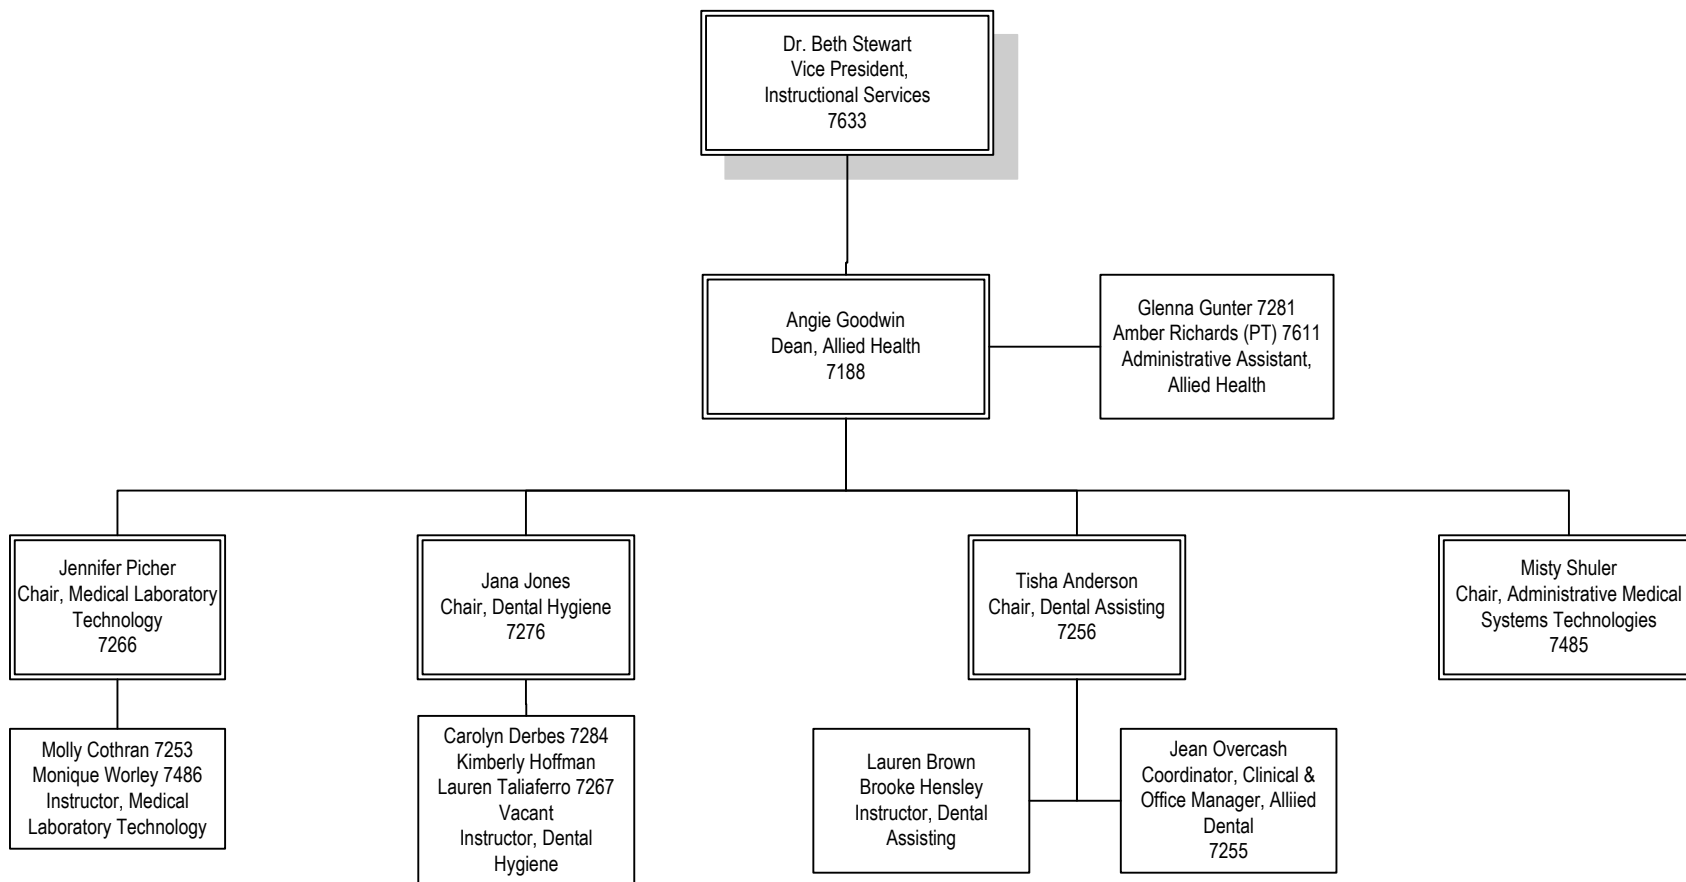 Dr. Beth Stewart
Vice President,
Instructional Services
7633
Angie Goodwin
Dean, Allied Health
7188
Glenna Gunter 7281
Amber Richards (PT) 7611
Administrative Assistant,
Allied Health
Jennifer Picher
Chair, Medical Laboratory
Technology
7266
Jana Jones
Chair, Dental Hygiene
7276
Tisha Anderson
Chair, Dental Assisting
7256
Misty Shuler
Chair, Administrative Medical
Systems Technologies
7485
Molly Cothran 7253
Monique Worley 7486
Instructor, Medical
Laboratory Technology
Carolyn Derbes 7284
Kimberly Hoffman
Lauren Taliaferro 7267
Vacant
Instructor, Dental
Hygiene
Lauren Brown
Brooke Hensley
Instructor, Dental
Assisting
Jean Overcash
Coordinator, Clinical &
Office Manager, Alliied
Dental
7255